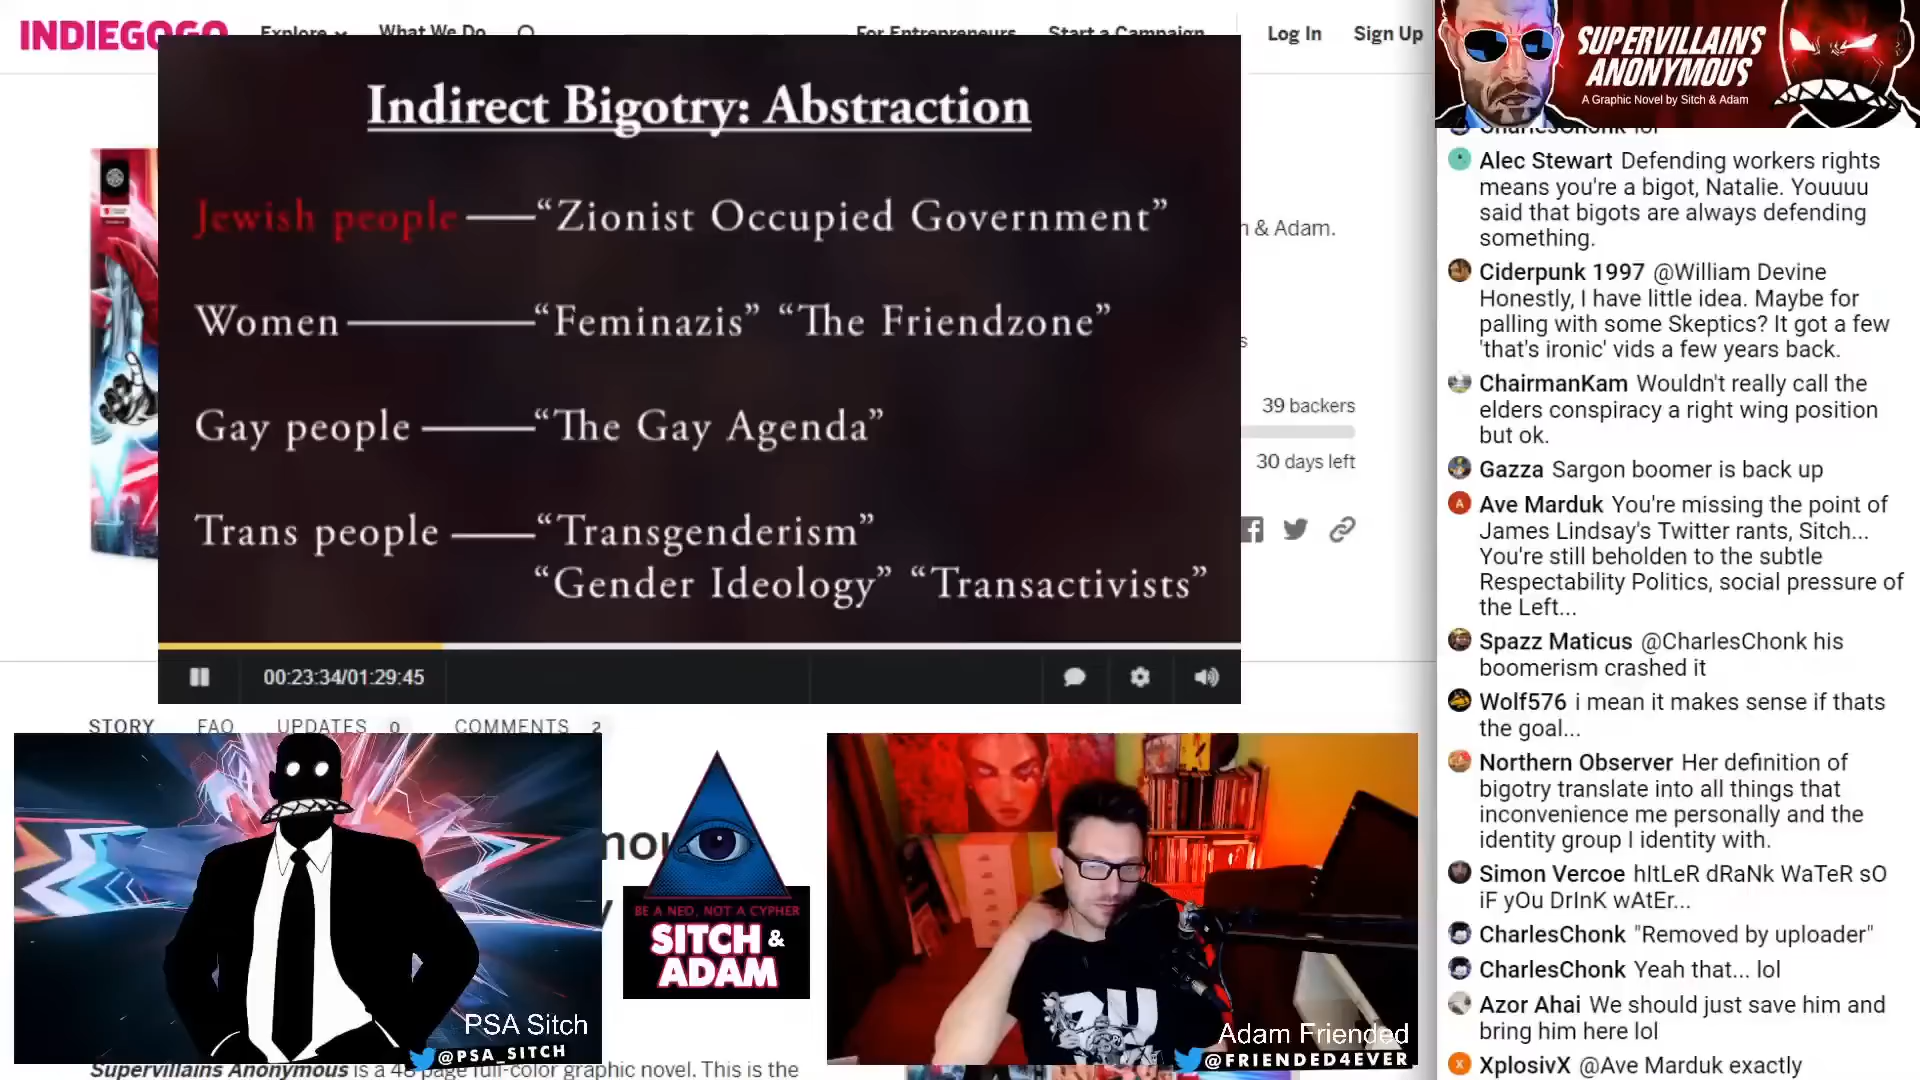 INDIEGOGO Explore What We Do For Entrepreneurs Start a Campaign Log In Sign Up
Indirect Bigotry: Abstraction
Jewish people — “Zionist Occupied Government”
Women — “Feminazis” “The Friendzone”
Gay people — “The Gay Agenda”
Trans people — “Transgenderism”
“Gender Ideology” “Transactivists”
00:23:34/01:29:45
& Adam.
39 backers
30 days left
STORY FAQ UPDATES 0 COMMENTS 2
BE A NEO, NOT A CYPHER
SITCH &
ADAM
PSA Sitch
@PSA_SITCH
Adam Friended
@FRIENDED4EVER
Supervillains Anonymous is a 48 page full-color graphic novel. This is the
SUPERVILLAINS
ANONYMOUS
A Graphic Novel by Sitch & Adam
CharlesChonk lol
Alec Stewart Defending workers rights
means you're a bigot, Natalie. Youuuu
said that bigots are always defending
something.
Ciderpunk 1997 @William Devine
Honestly, I have little idea. Maybe for
palling with some Skeptics? It got a few
'that's ironic' vids a few years back.
ChairmanKam Wouldn't really call the
elders conspiracy a right wing position
but ok.
Gazza Sargon boomer is back up
A Ave Marduk You're missing the point of
James Lindsay's Twitter rants, Sitch...
You're still beholden to the subtle
Respectability Politics, social pressure of
the Left...
Spazz Maticus @CharlesChonk his
boomerism crashed it
Wolf576 i mean it makes sense if thats
the goal...
Northern Observer Her definition of
bigotry translate into all things that
inconvenience me personally and the
identity group I identity with.
Simon Vercoe hItLeR dRaNk WaTeR sO
iF yOu DrInK wAtEr...
CharlesChonk "Removed by uploader"
CharlesChonk Yeah that... lol
Azor Ahai We should just save him and
bring him here lol
X XplosivX @Ave Marduk exactly